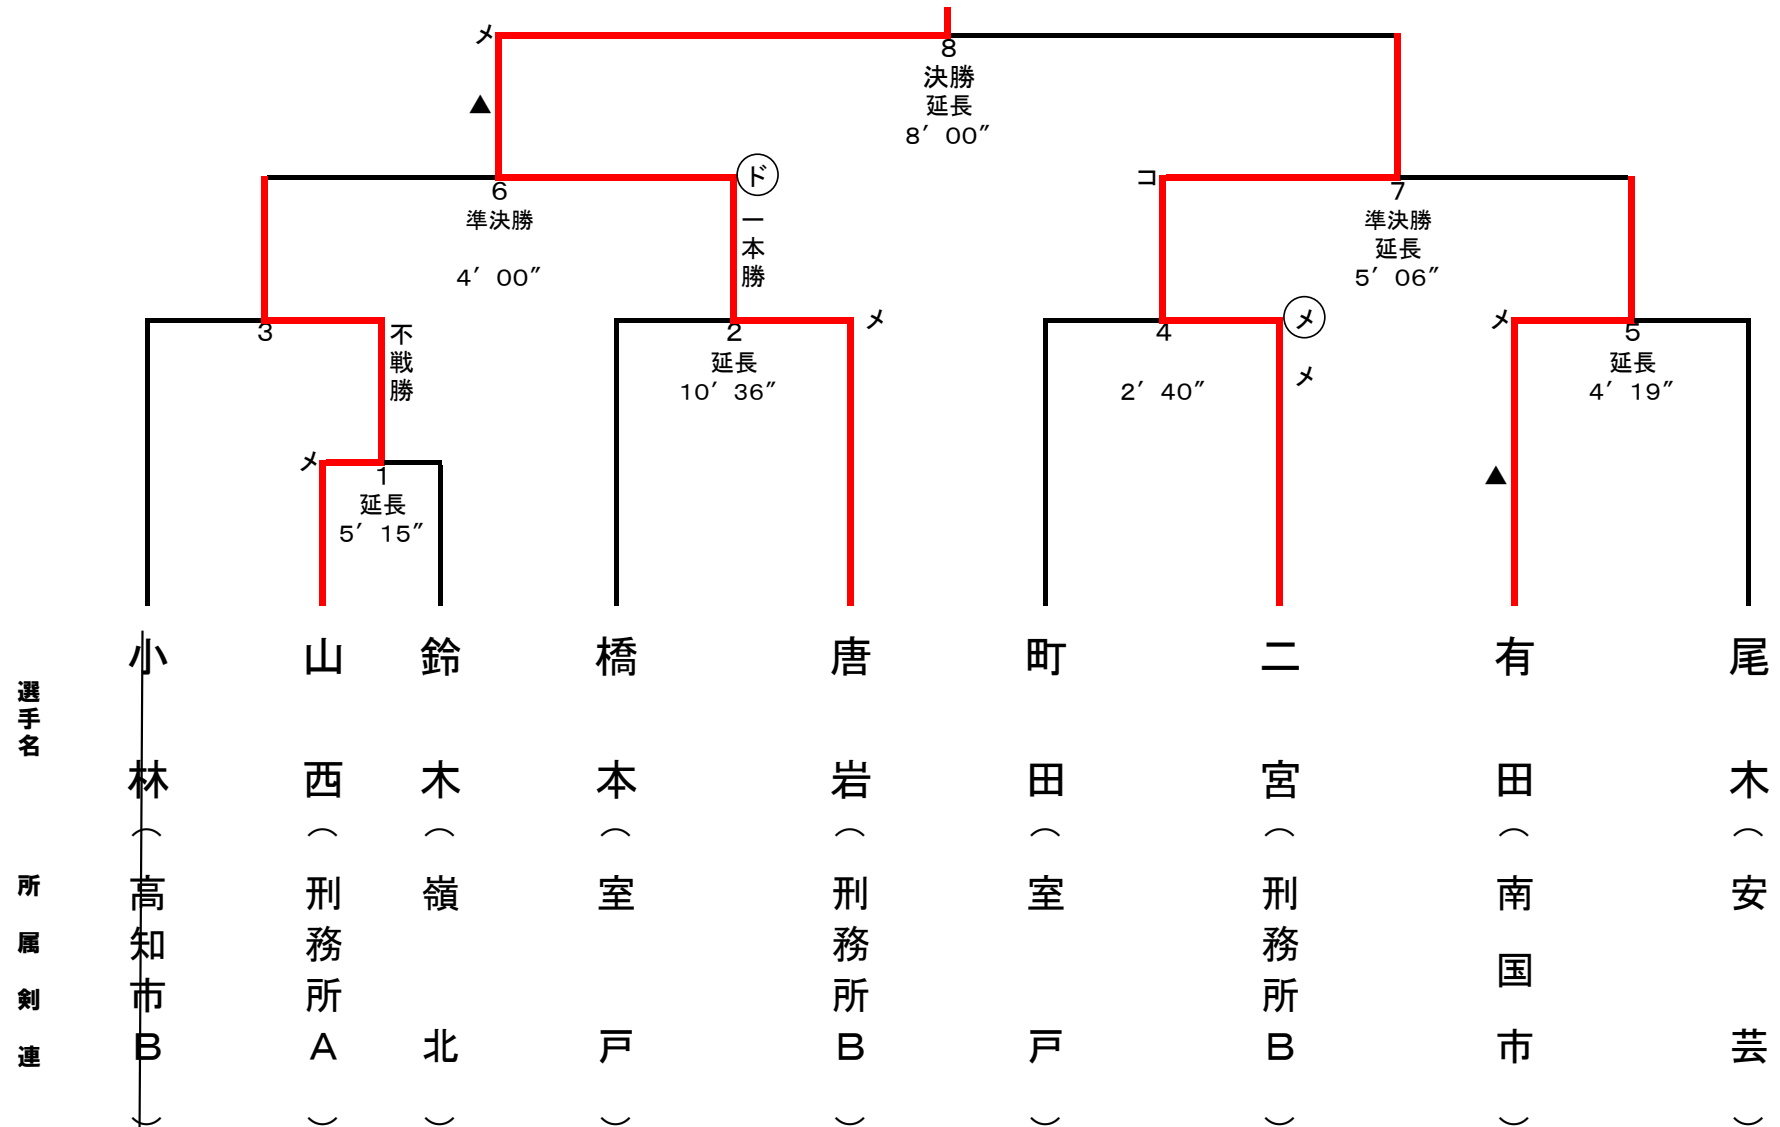 メ
8
決勝
延長
8′ 00″
▲
ド
一本勝
6
準決勝
4′ 00″
コ
7
準決勝
延長
5′ 06″
3
不戦勝
2
延長
10′ 36″
メ
4
2′ 40″
メ
メ
メ
5
延長
4′ 19″
▲
メ
1
延長
5′ 15″
選手名
所属剣連
小林（高知市B）
山西（刑務所A）
鈴木（嶺北）
橋本（室戸）
唐岩（刑務所B）
町田（室戸）
二宮（刑務所B）
有田（南国市）
尾木（安芸）